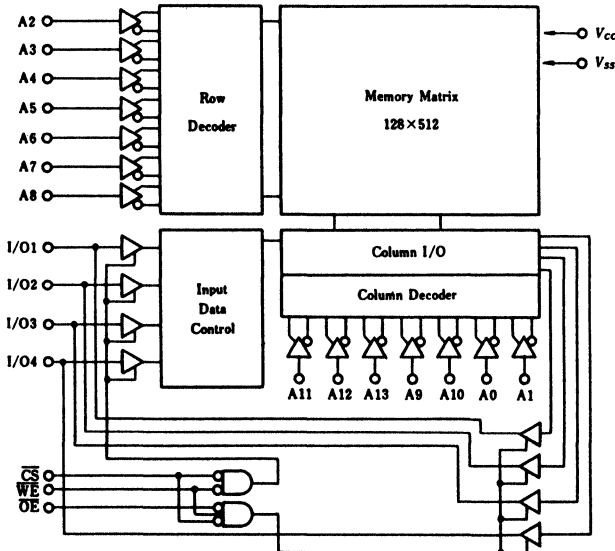 A2
A3
A4
A5
A6
A7
A8
Row
Decoder
Memory Matrix
128×512
Vcc
Vss
I/O1
I/O2
I/O3
I/O4
Input
Data
Control
Column I/O
Column Decoder
A11 A12 A13 A9 A10 A0 A1
CS
WE
OE